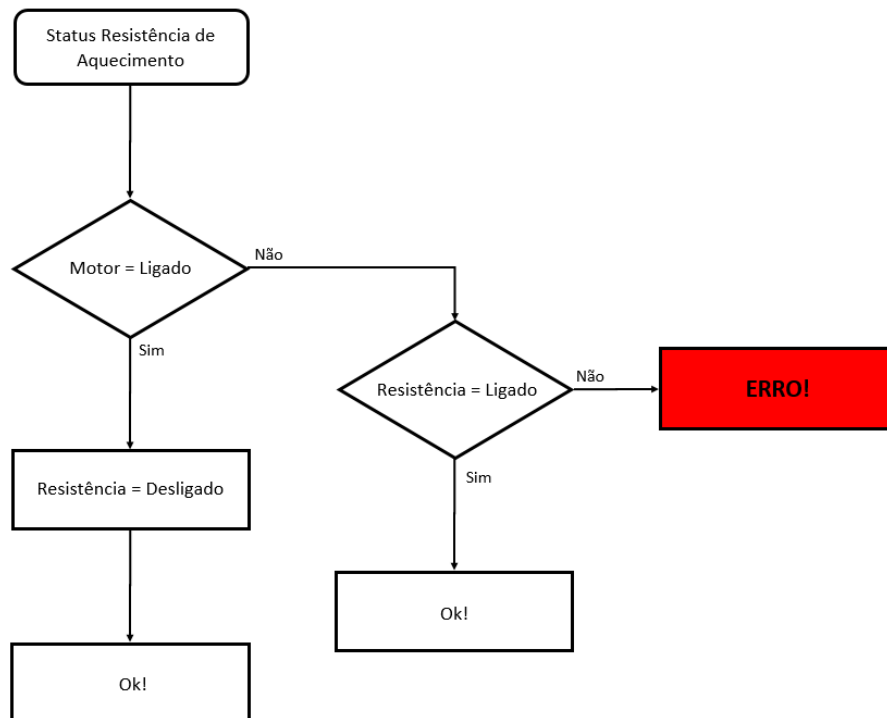 Status Resistência de
Aquecimento
Motor = Ligado
Não
Sim
Resistência = Ligado
Não
ERRO!
Sim
Resistência = Desligado
Ok!
Ok!